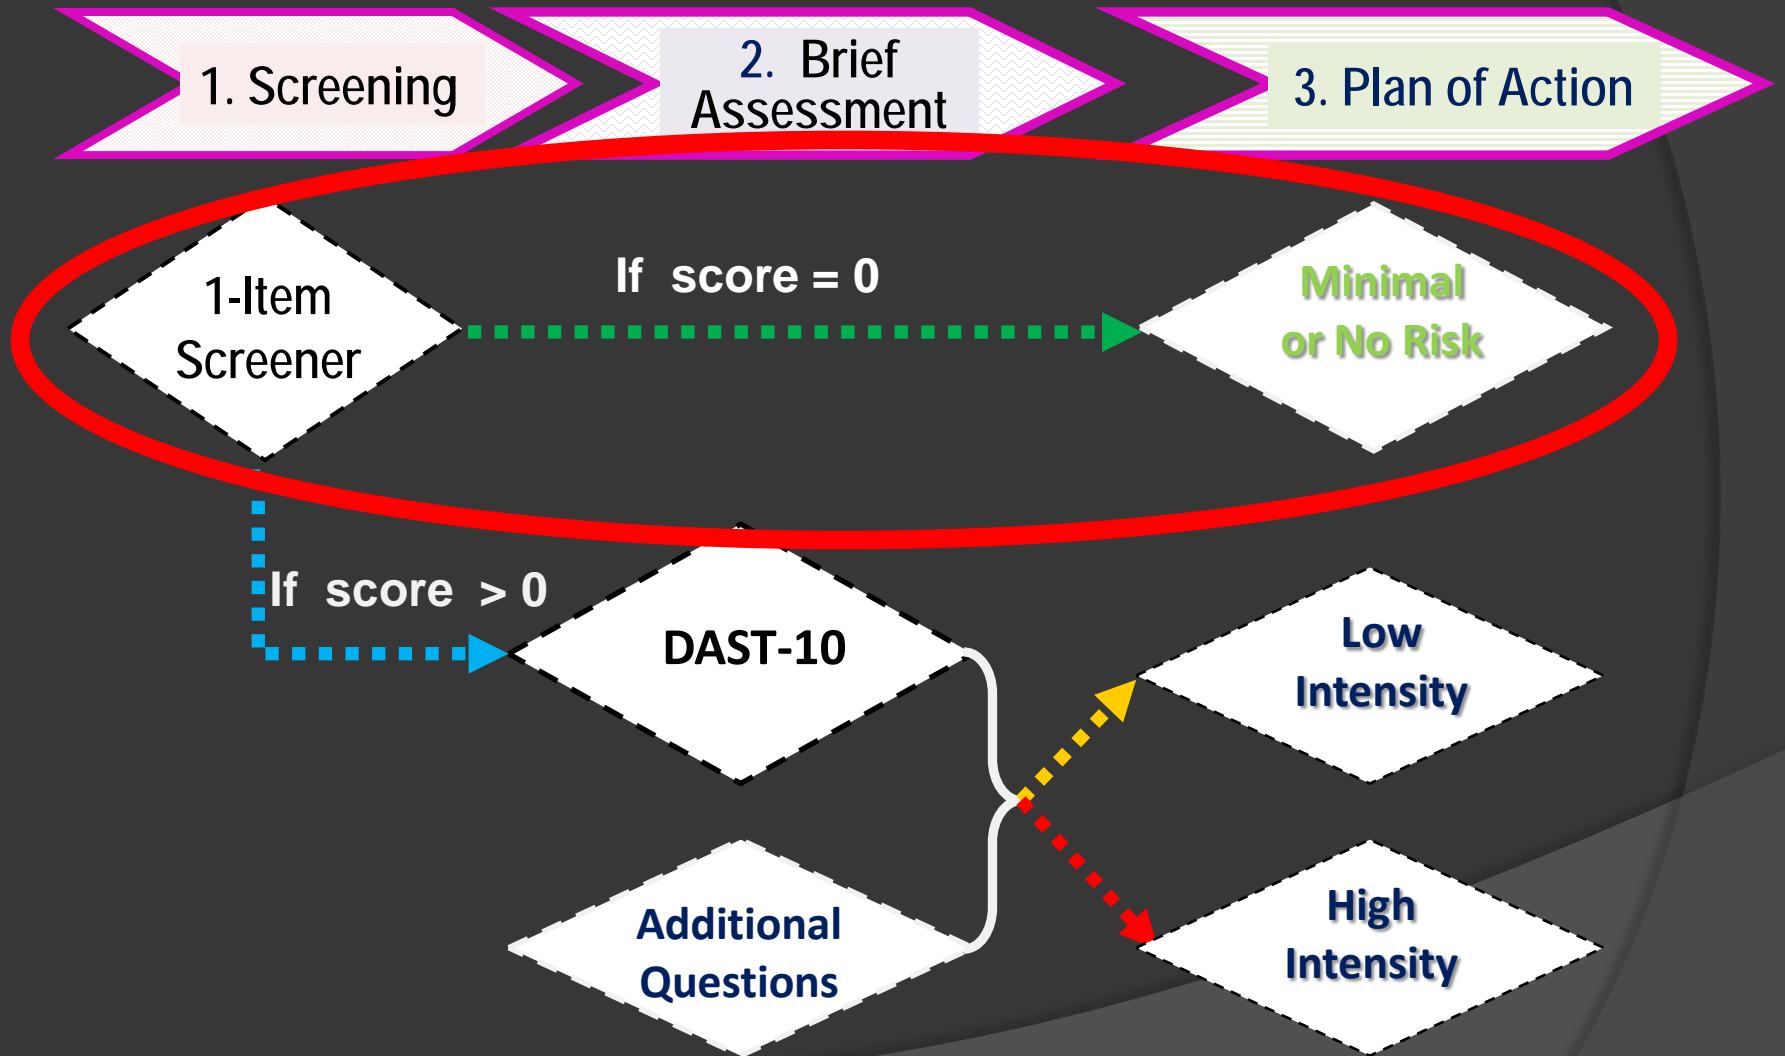 1. Screening
2. Brief
Assessment
3. Plan of Action
1-Item
Screener
If score = 0
Minimal
or No Risk
If score > 0
DAST-10
Low
Intensity
Additional
Questions
High
Intensity